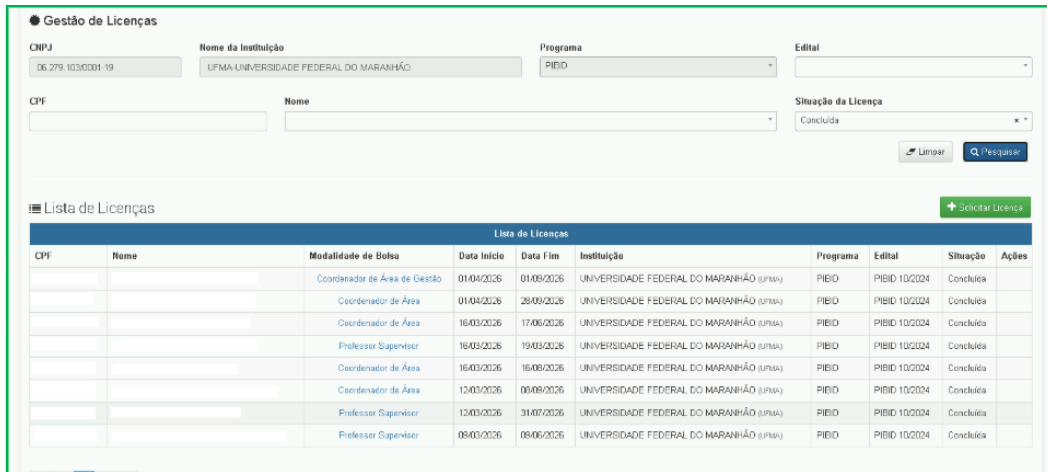 Gestão de Licenças
CNPJ Nome da Instituição Programa Edital
06.279.103/0001-19 UFMA-UNIVERSIDADE FEDERAL DO MARANHÃO PIBID
CPF Nome Situação da Licença
Concluída
Limpar Pesquisar
Lista de Licenças Solicitar Licença
Lista de Licenças
CPF Nome Modalidade de Bolsa Data Início Data Fim Instituição Programa Edital Situação Ações
Coordenador de Área de Gestão 01/04/2026 01/09/2026 UNIVERSIDADE FEDERAL DO MARANHÃO (UFMA) PIBID PIBID 10/2024 Concluída
Coordenador de Área 01/04/2026 28/09/2026 UNIVERSIDADE FEDERAL DO MARANHÃO (UFMA) PIBID PIBID 10/2024 Concluída
Coordenador de Área 16/03/2026 17/06/2026 UNIVERSIDADE FEDERAL DO MARANHÃO (UFMA) PIBID PIBID 10/2024 Concluída
Professor Supervisor 16/03/2026 19/03/2026 UNIVERSIDADE FEDERAL DO MARANHÃO (UFMA) PIBID PIBID 10/2024 Concluída
Coordenador de Área 16/03/2026 16/08/2026 UNIVERSIDADE FEDERAL DO MARANHÃO (UFMA) PIBID PIBID 10/2024 Concluída
Coordenador de Área 12/03/2026 08/09/2026 UNIVERSIDADE FEDERAL DO MARANHÃO (UFMA) PIBID PIBID 10/2024 Concluída
Professor Supervisor 12/03/2026 31/07/2026 UNIVERSIDADE FEDERAL DO MARANHÃO (UFMA) PIBID PIBID 10/2024 Concluída
Professor Supervisor 09/03/2026 09/06/2026 UNIVERSIDADE FEDERAL DO MARANHÃO (UFMA) PIBID PIBID 10/2024 Concluída